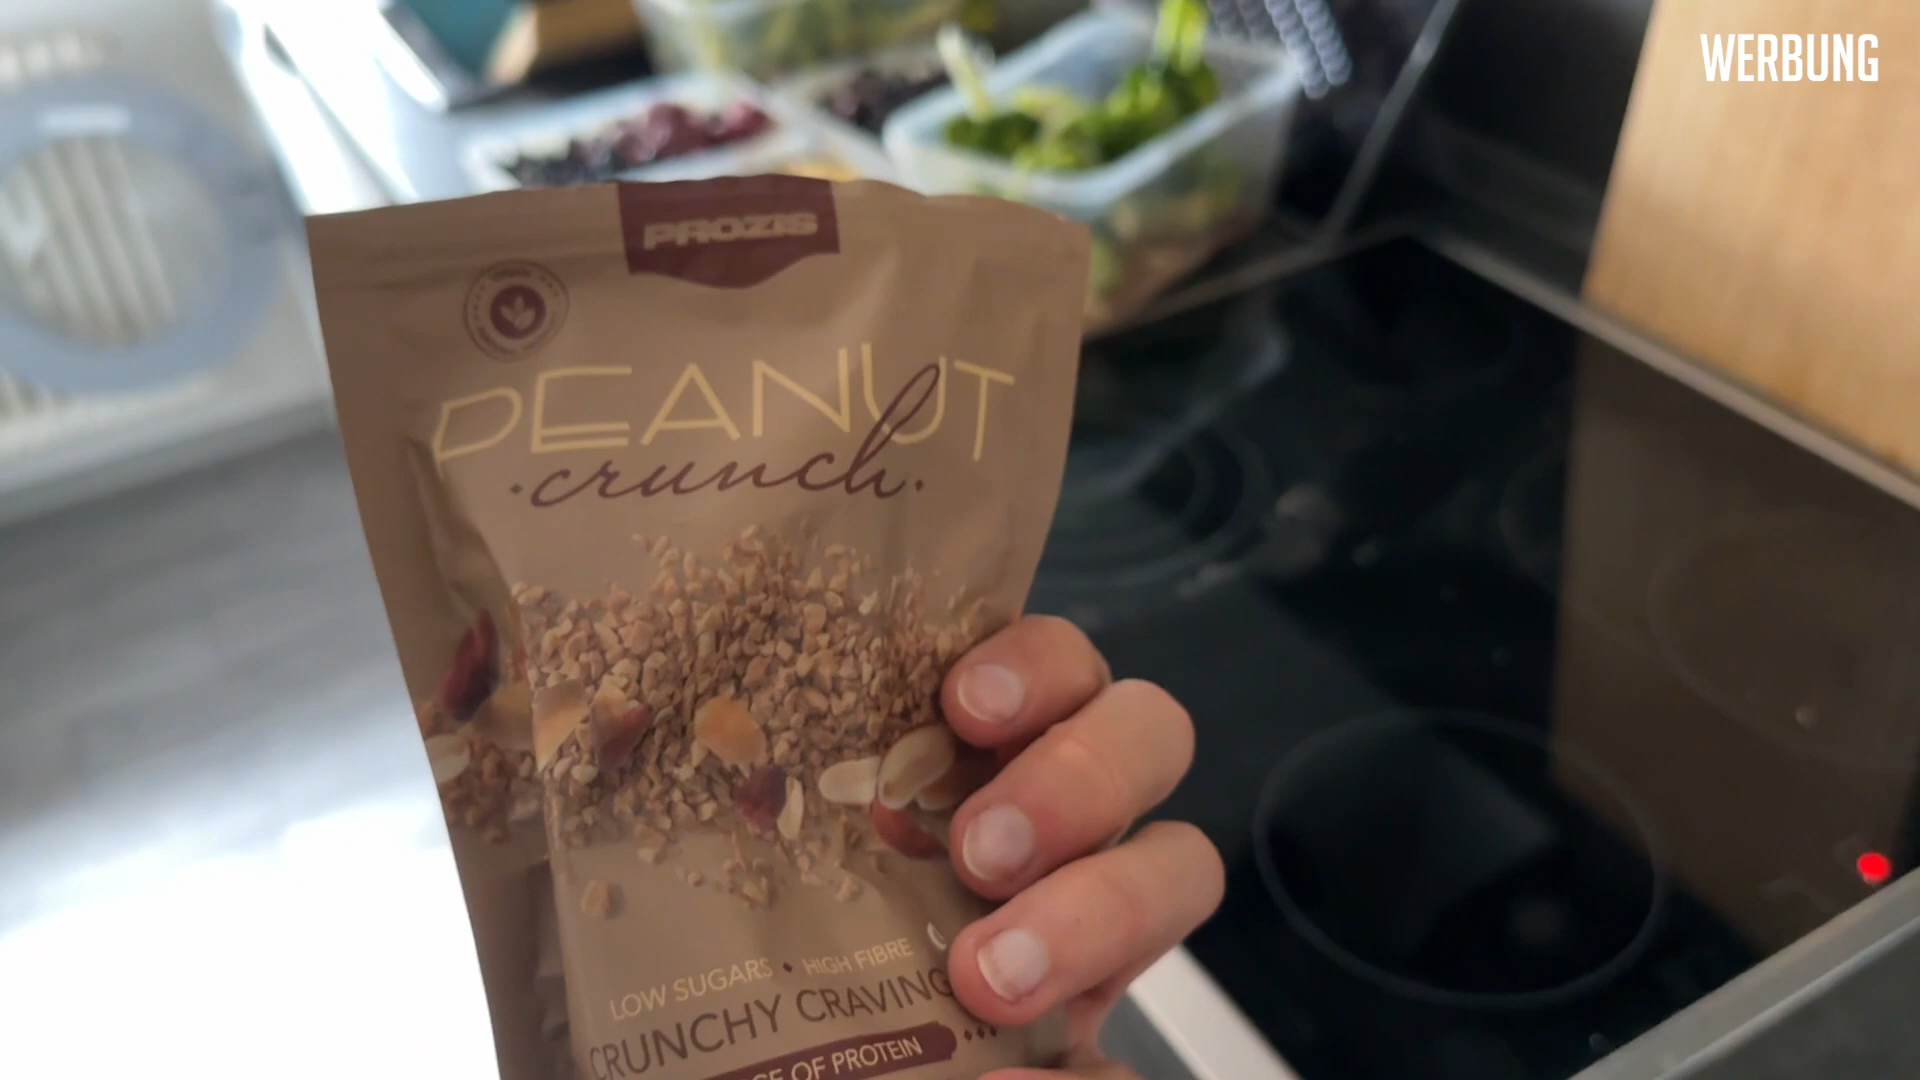 WERBUNG
PROZIS
PEANUT
crunch
LOW SUGARS • HIGH FIBRE
CRUNCHY CRAVING
OF PROTEIN